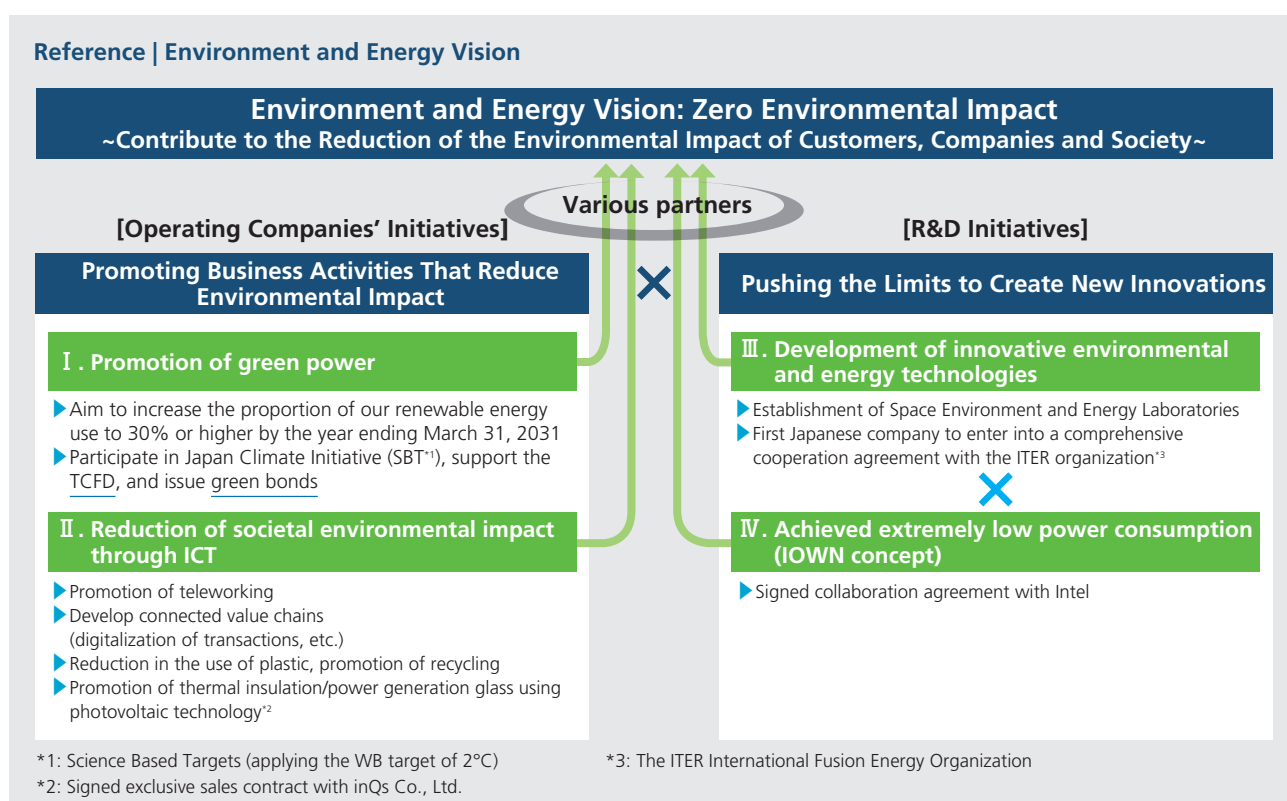 Reference | Environment and Energy Vision
Environment and Energy Vision: Zero Environmental Impact
~Contribute to the Reduction of the Environmental Impact of Customers, Companies and Society~
Various partners
[Operating Companies' Initiatives]
Promoting Business Activities That Reduce
Environmental Impact
Ⅰ. Promotion of green power
▶Aim to increase the proportion of our renewable energy
use to 30% or higher by the year ending March 31, 2031
▶Participate in Japan Climate Initiative (SBT*1), support the
TCFD, and issue green bonds
Ⅱ. Reduction of societal environmental impact
through ICT
▶Promotion of teleworking
▶Develop connected value chains
(digitalization of transactions, etc.)
▶Reduction in the use of plastic, promotion of recycling
▶Promotion of thermal insulation/power generation glass using
photovoltaic technology*2
×
[R&D Initiatives]
Pushing the Limits to Create New Innovations
Ⅲ. Development of innovative environmental
and energy technologies
▶Establishment of Space Environment and Energy Laboratories
▶First Japanese company to enter into a comprehensive
cooperation agreement with the ITER organization*3
×
Ⅳ. Achieved extremely low power consumption
(IOWN concept)
▶Signed collaboration agreement with Intel
*1: Science Based Targets (applying the WB target of 2°C)
*2: Signed exclusive sales contract with inQs Co., Ltd.
*3: The ITER International Fusion Energy Organization